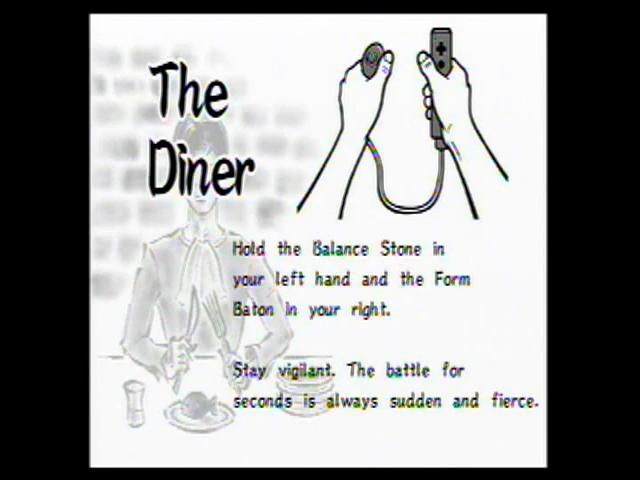 The
Diner
Hold the Balance Stone in
your left hand and the Form
Baton in your right.
Stay vigilant. The battle for
seconds is always sudden and fierce.